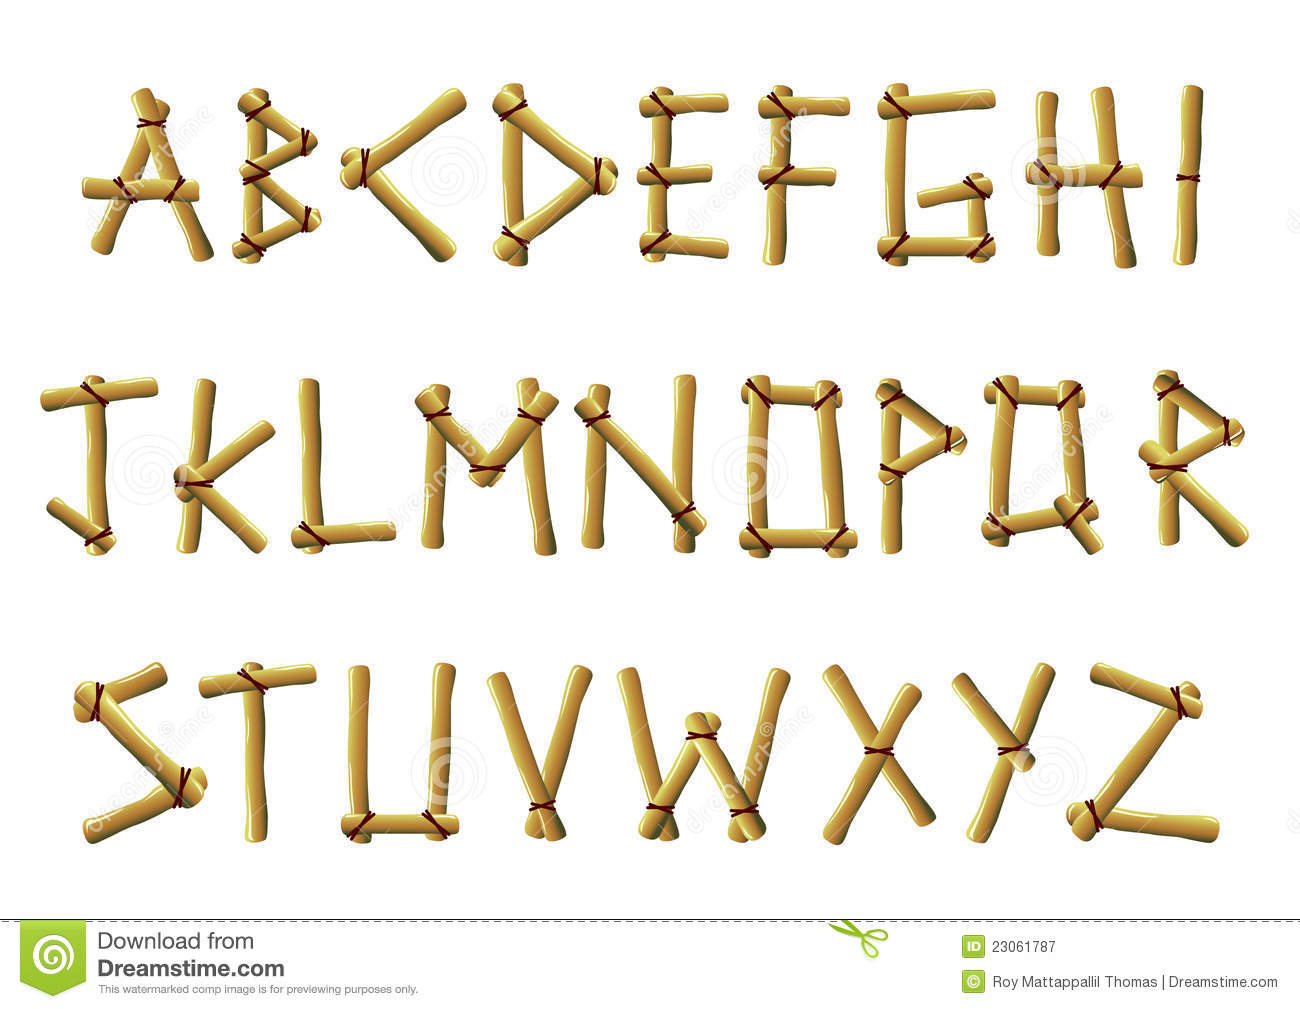 ABCDEFGHI
JKLMNOPQR
STUVWXYZ
Download from
Dreamstime.com
This watermarked comp image is for previewing purposes only.
ID 23061787
© Roy Mattappallil Thomas | Dreamstime.com